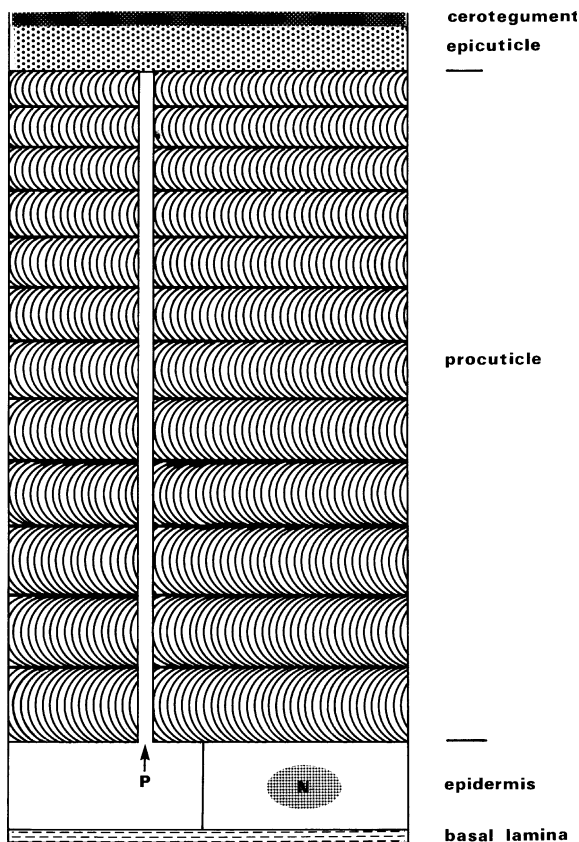 cerotegument
epicuticle
procuticle
P
N
epidermis
basal lamina